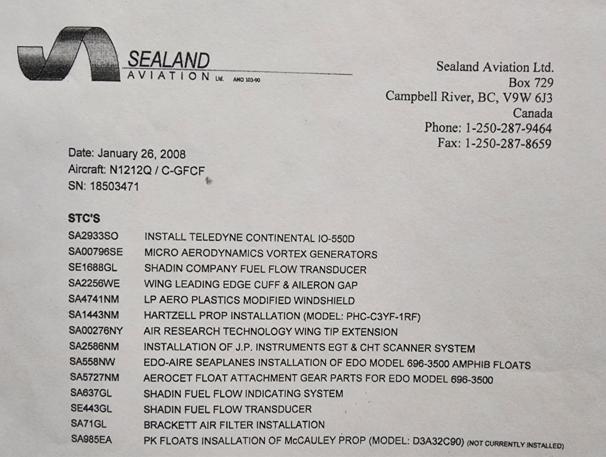 SEALAND
AVIATION Ltd. AMO 103-90
Sealand Aviation Ltd.
Box 729
Campbell River, BC, V9W 6J3
Canada
Phone: 1-250-287-9464
Fax: 1-250-287-8659
Date: January 26, 2008
Aircraft: N1212Q / C-GFCF
SN: 18503471
STC'S
SA2933SO INSTALL TELEDYNE CONTINENTAL IO-550D
SA00796SE MICRO AERODYNAMICS VORTEX GENERATORS
SE1688GL SHADIN COMPANY FUEL FLOW TRANSDUCER
SA2256WE WING LEADING EDGE CUFF & AILERON GAP
SA4741NM LP AERO PLASTICS MODIFIED WINDSHIELD
SA1443NM HARTZELL PROP INSTALLATION (MODEL: PHC-C3YF-1RF)
SA00276NY AIR RESEARCH TECHNOLOGY WING TIP EXTENSION
SA2586NM INSTALLATION OF J.P. INSTRUMENTS EGT & CHT SCANNER SYSTEM
SA558NW EDO-AIRE SEAPLANES INSTALLATION OF EDO MODEL 696-3500 AMPHIB FLOATS
SA5727NM AEROCET FLOAT ATTACHMENT GEAR PARTS FOR EDO MODEL 696-3500
SA637GL SHADIN FUEL FLOW INDICATING SYSTEM
SE443GL SHADIN FUEL FLOW TRANSDUCER
SA71GL BRACKETT AIR FILTER INSTALLATION
SA985EA PK FLOATS INSALLATION OF McCAULEY PROP (MODEL: D3A32C90) (NOT CURRENTLY INSTALLED)